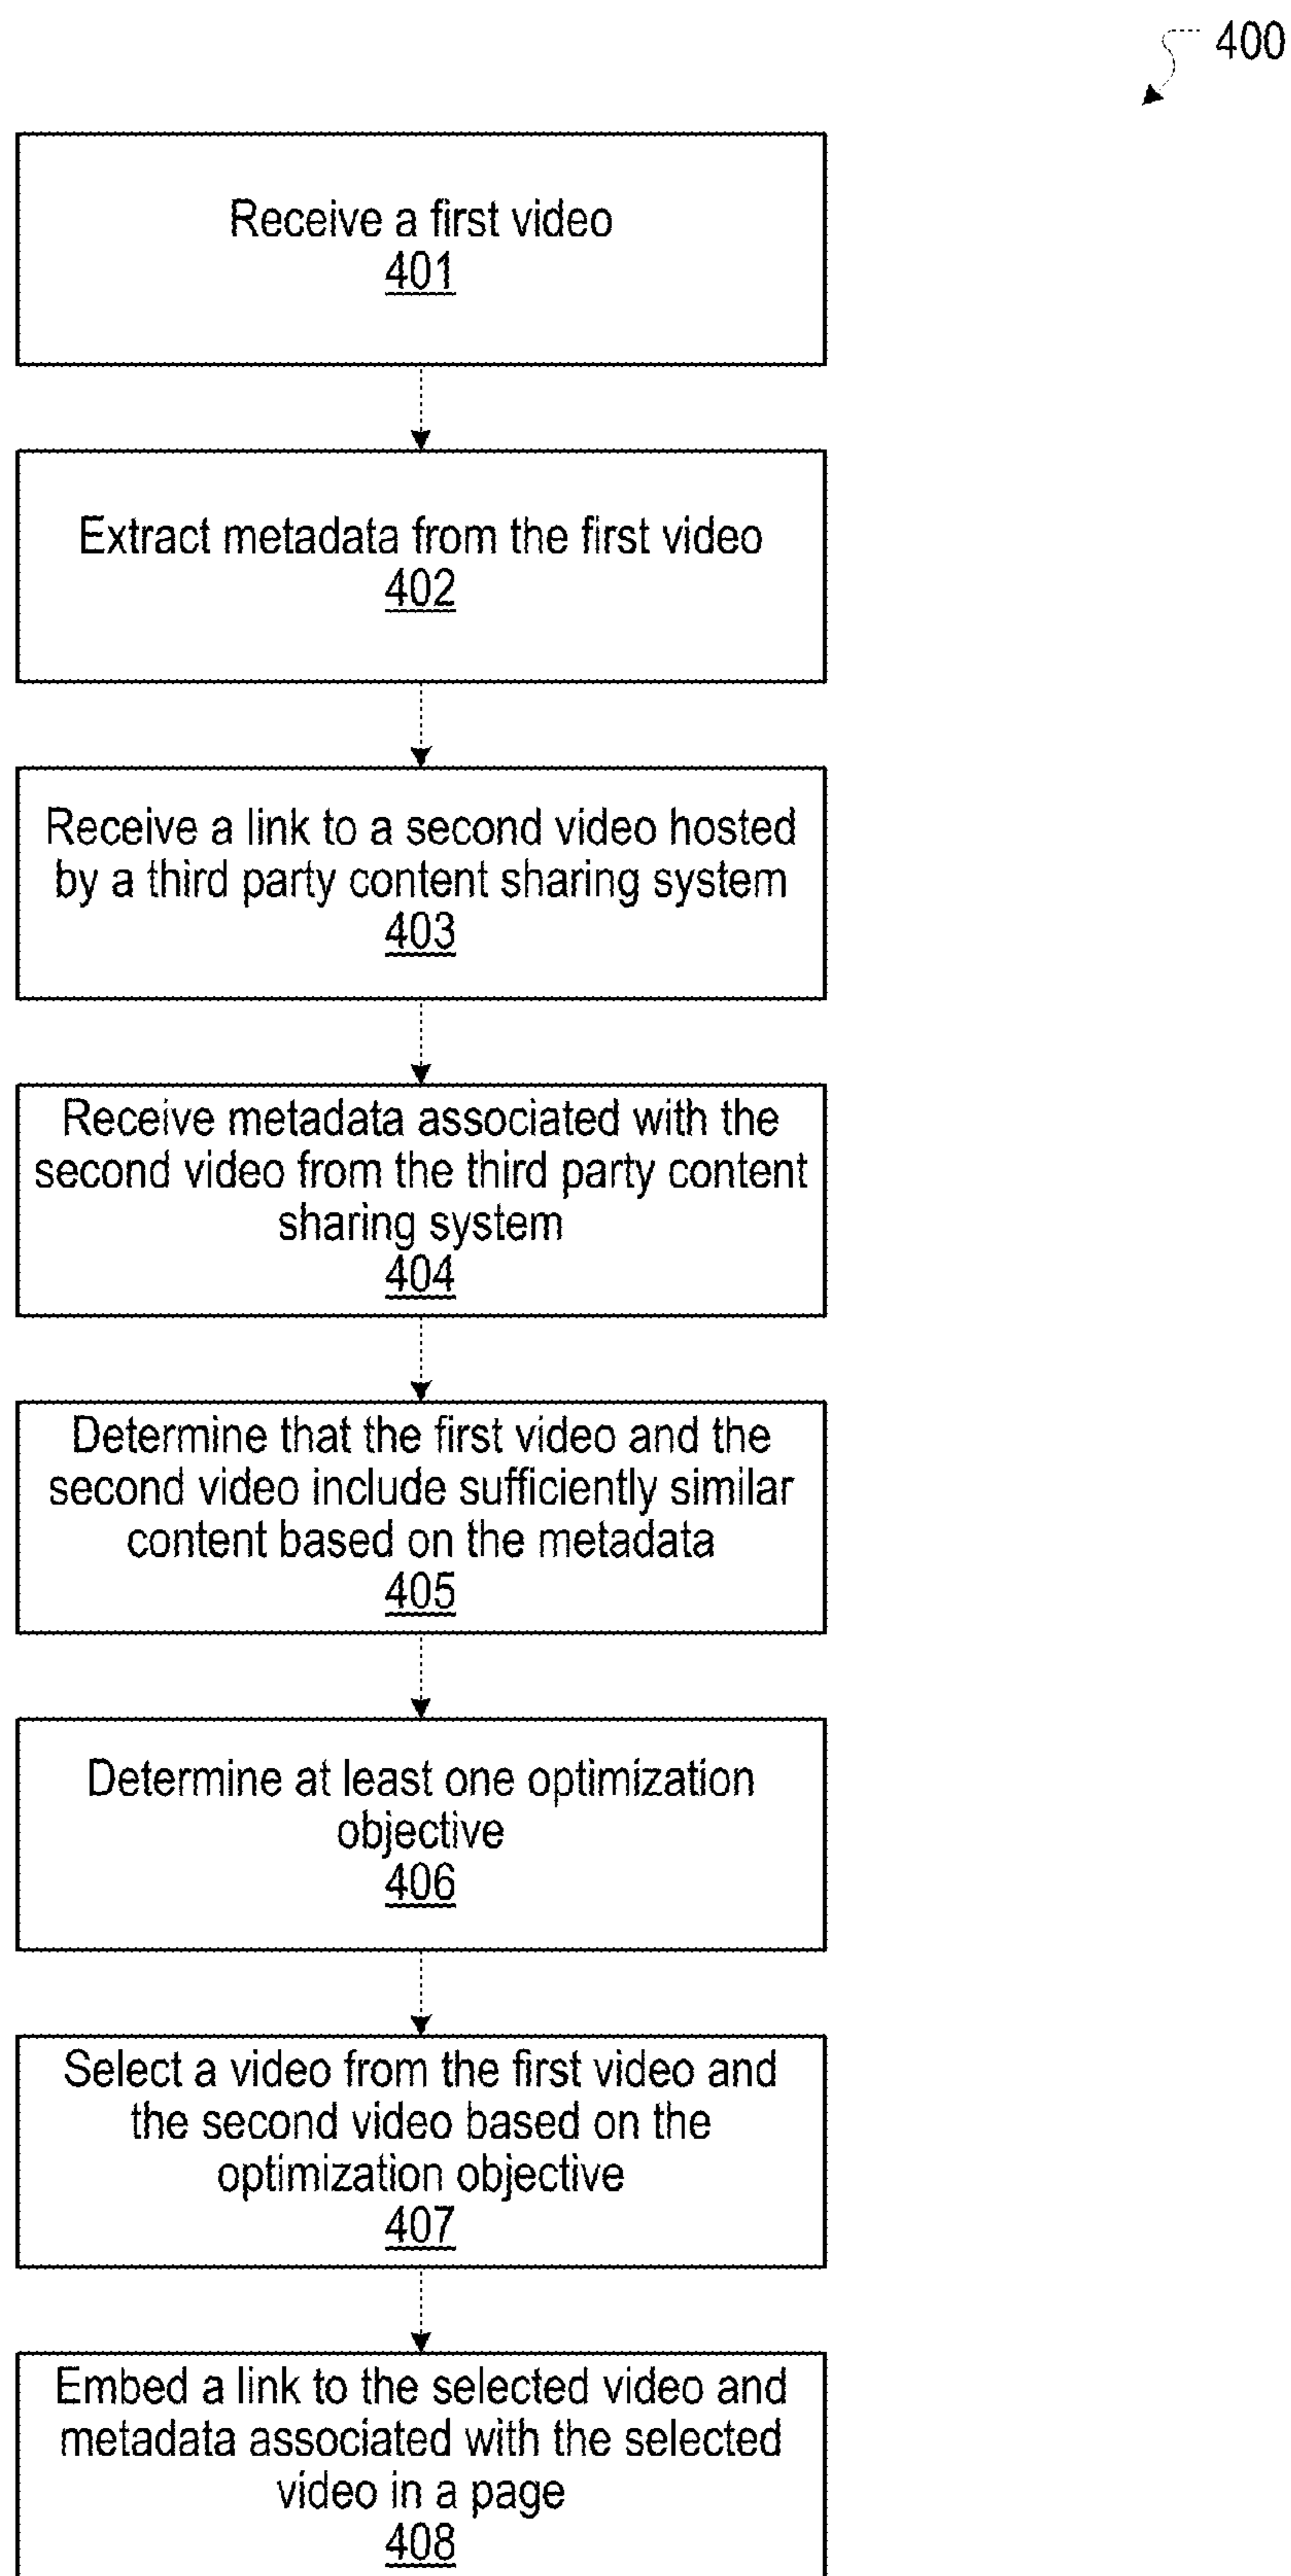 400
Receive a first video
401
Extract metadata from the first video
402
Receive a link to a second video hosted
by a third party content sharing system
403
Receive metadata associated with the
second video from the third party content
sharing system
404
Determine that the first video and the
second video include sufficiently similar
content based on the metadata
405
Determine at least one optimization
objective
406
Select a video from the first video and
the second video based on the
optimization objective
407
Embed a link to the selected video and
metadata associated with the selected
video in a page
408